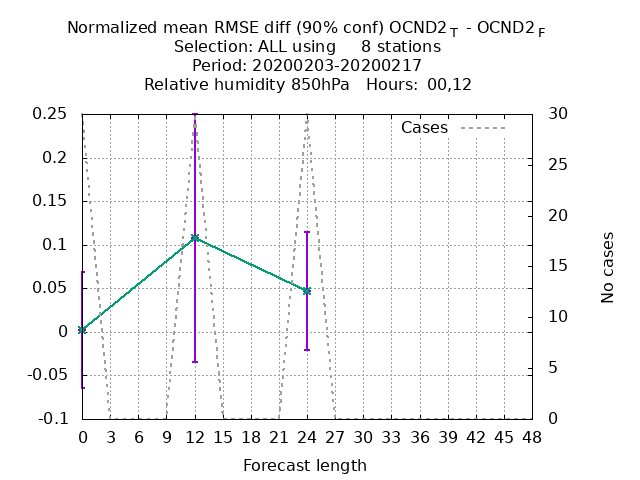 Normalized mean RMSE diff (90% conf) OCND2 T - OCND2 F
Selection: ALL using 8 stations
Period: 20200203-20200217
Relative humidity 850hPa Hours: 00,12
Cases
0.25
0.2
0.15
0.1
0.05
0
-0.05
-0.1
30
25
20
15
10
5
0
No cases
0 3 6 9 12 15 18 21 24 27 30 33 36 39 42 45 48
Forecast length